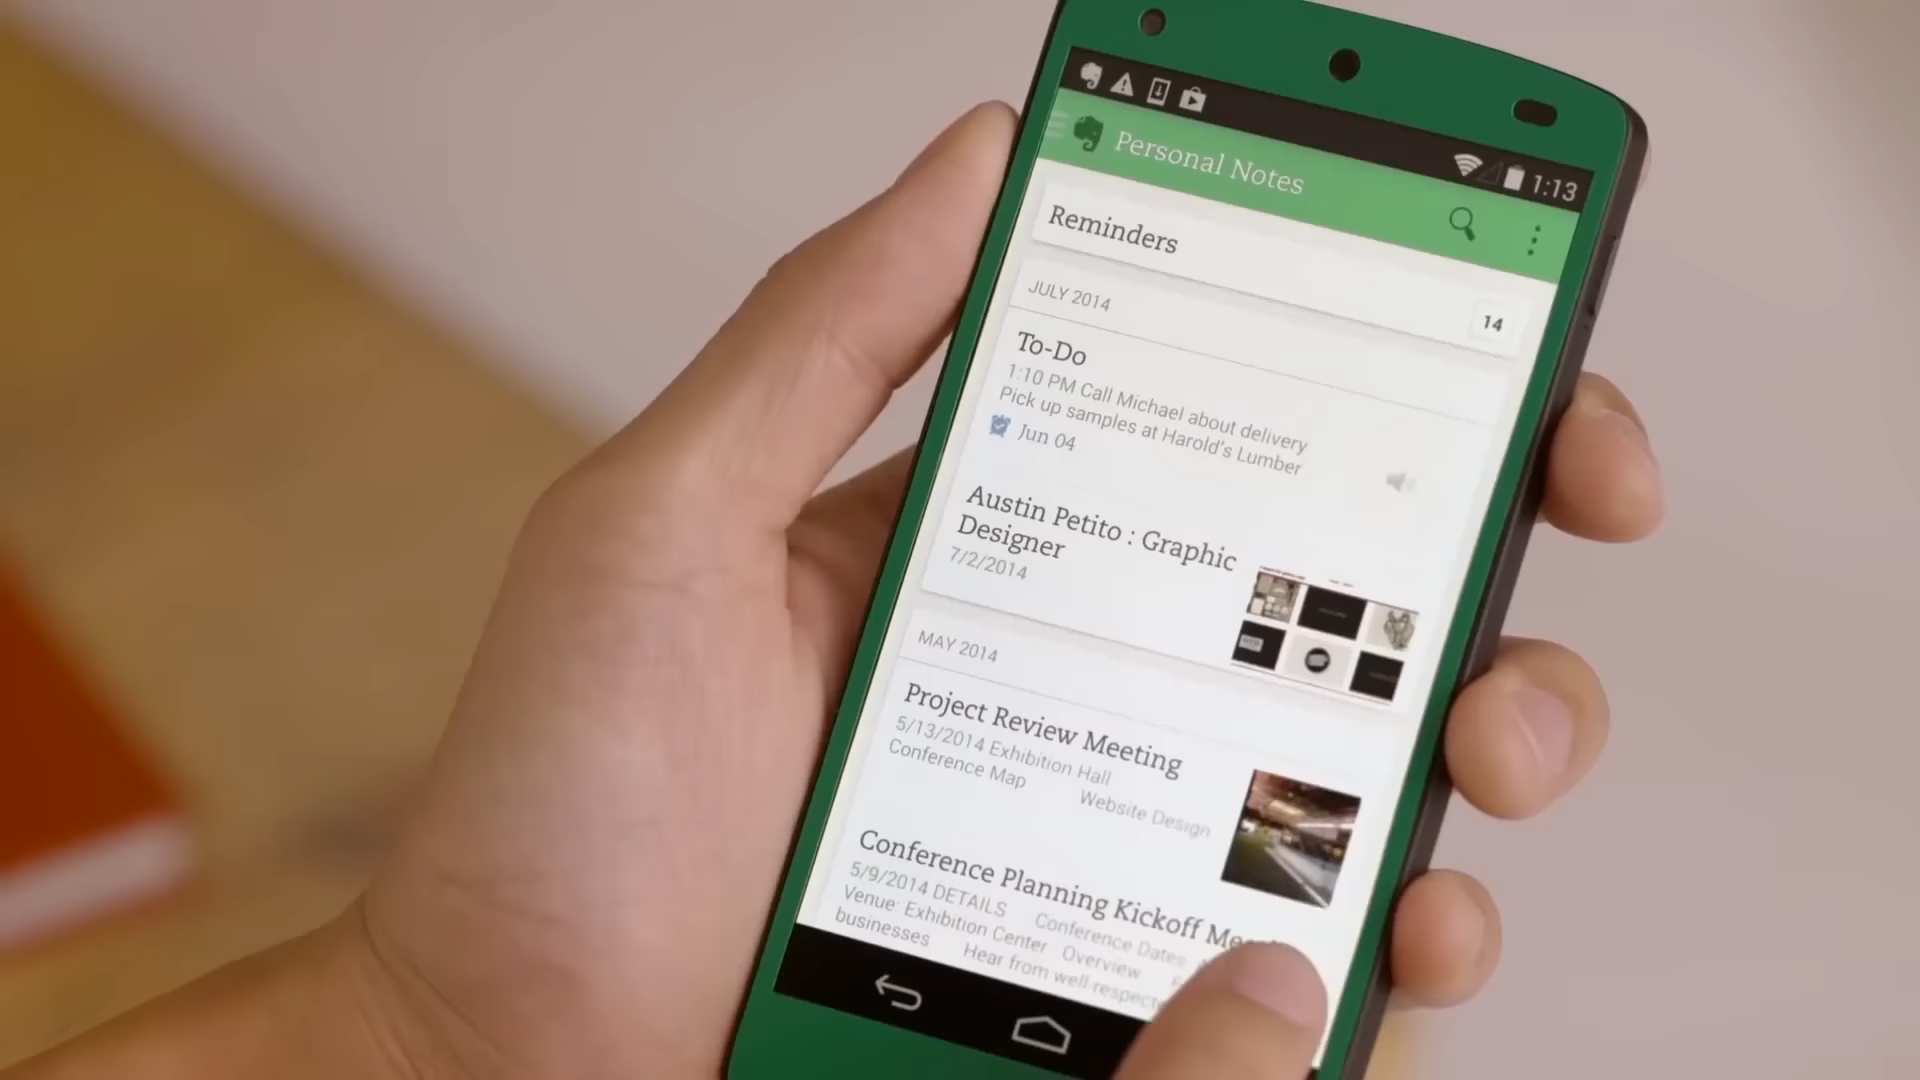 1:13
Personal Notes
Reminders
JULY 2014
14
To-Do
1:10 PM Call Michael about delivery
Pick up samples at Harold's Lumber
Jun 04
Austin Petito : Graphic
Designer
7/2/2014
MAY 2014
Project Review Meeting
5/13/2014 Exhibition Hall
Conference Map Website Design
Conference Planning Kickoff
5/9/2014 DETAILS Conference Dates
Venue: Exhibition Center Overview
businesses Hear from well respecte